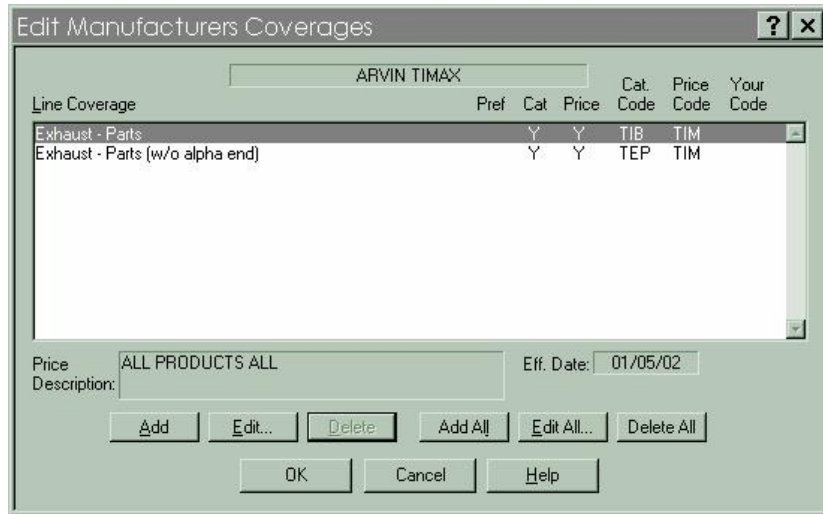 Edit Manufacturers Coverages ? ×
ARVIN TIMAX
Line Coverage Pref Cat Price Cat. Code Price Code Your Code
Exhaust - Parts Y Y TIB TIM
Exhaust - Parts (w/o alpha end) Y Y TEP TIM
Price Description: ALL PRODUCTS ALL Eff. Date: 01/05/02
Add Edit... Delete Add All Edit All... Delete All
OK Cancel Help